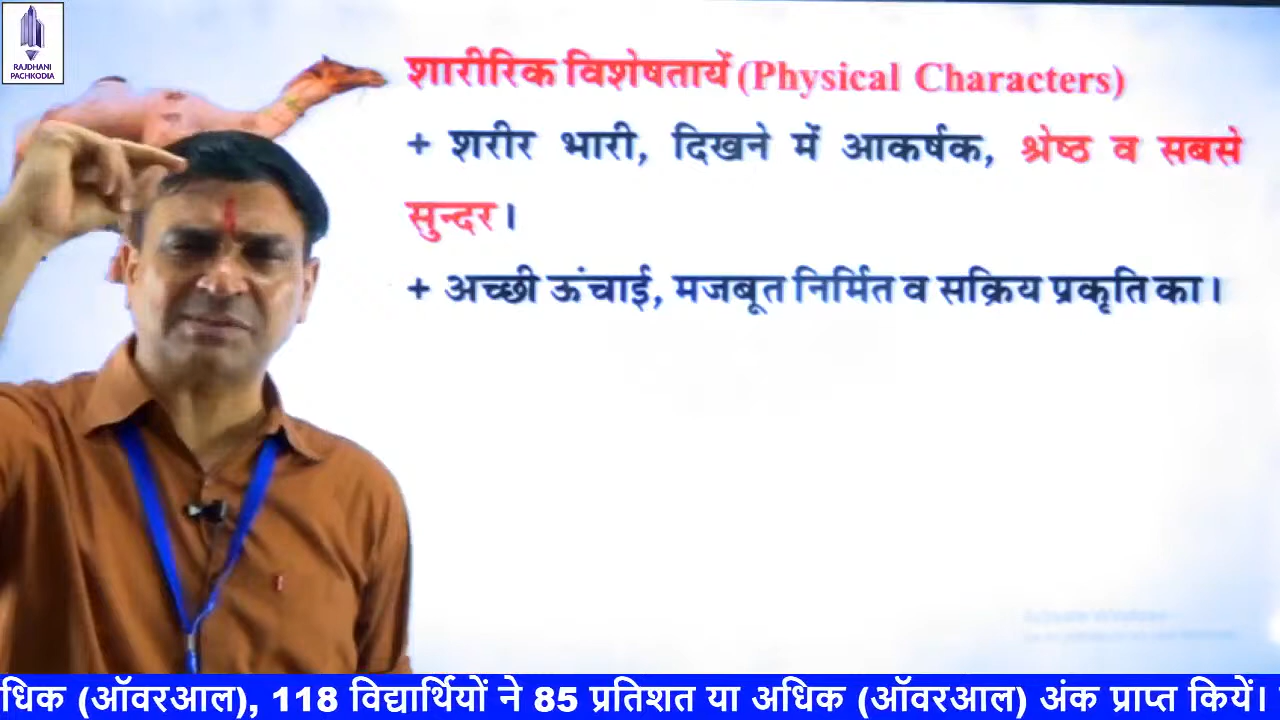 RAJDHANI
PACHKODIA
शारीरिक विशेषतायें (Physical Characters)
+ शरीर भारी, दिखने में आकर्षक, श्रेष्ठ व सबसे
सुन्दर।
+ अच्छी ऊंचाई, मजबूत निर्मित व सक्रिय प्रकृति का।
धिक (ऑवरआल), 118 विद्यार्थियों ने 85 प्रतिशत या अधिक (ऑवरआल) अंक प्राप्त कियें।